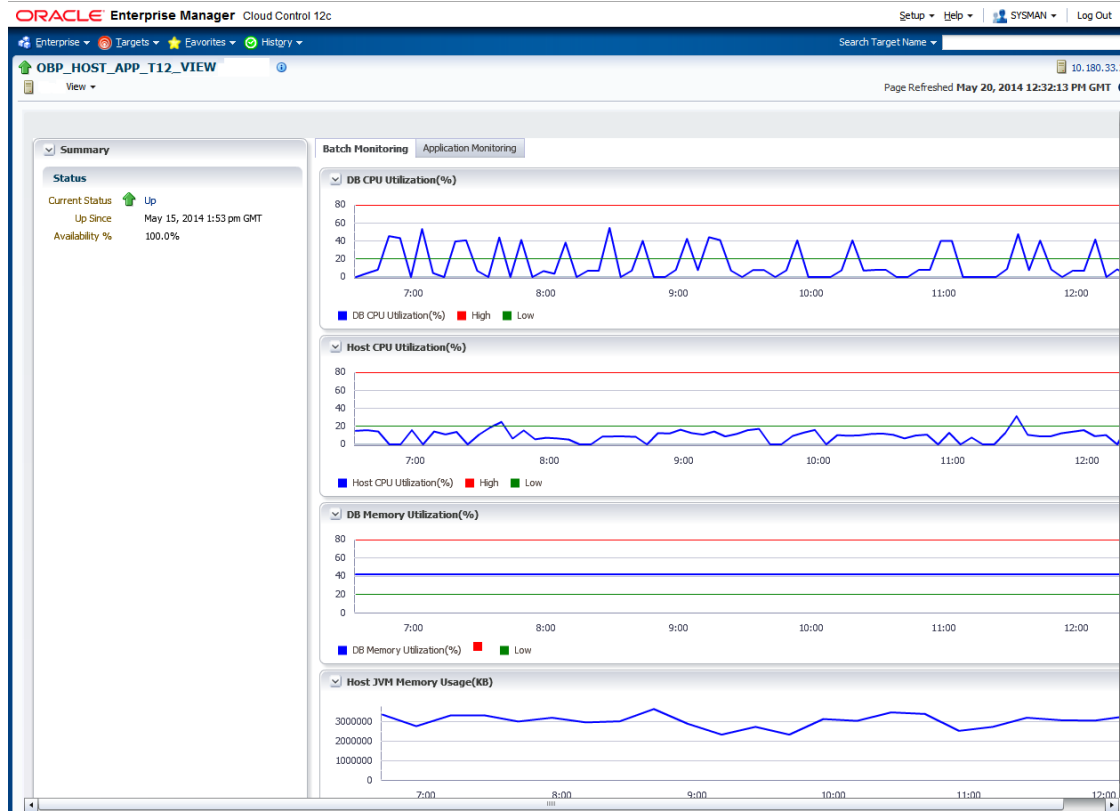 ORACLE Enterprise Manager Cloud Control 12c Setup Help SYSMAN Log Out
Enterprise Targets Favorites History Search Target Name
OBP_HOST_APP_T12_VIEW 10.180.33.
View Page Refreshed May 20, 2014 12:32:13 PM GMT
Summary
Status
Current Status Up
Up Since May 15, 2014 1:53 pm GMT
Availability % 100.0%
Batch Monitoring Application Monitoring
DB CPU Utilization(%)
80
60
40
20
0
7:00 8:00 9:00 10:00 11:00 12:00
DB CPU Utilization(%) High Low
Host CPU Utilization(%)
80
60
40
20
0
7:00 8:00 9:00 10:00 11:00 12:00
Host CPU Utilization(%) High Low
DB Memory Utilization(%)
80
60
40
20
0
7:00 8:00 9:00 10:00 11:00 12:00
DB Memory Utilization(%) Low
Host JVM Memory Usage(KB)
3000000
2000000
1000000
0
7:00 8:00 9:00 10:00 11:00 12:00